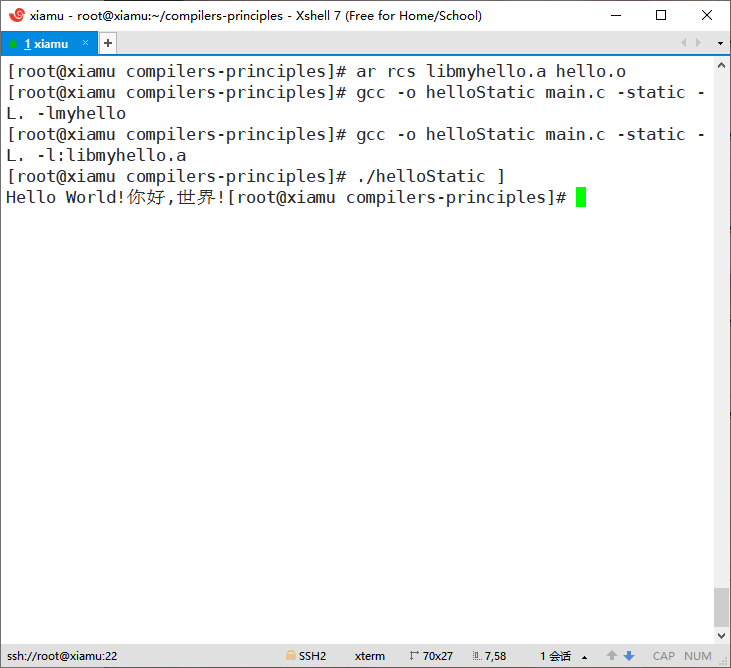 xiamu - root@xiamu:~/compilers-principles - Xshell 7 (Free for Home/School)
1 xiamu × +
[root@xiamu compilers-principles]# ar rcs libmyhello.a hello.o
[root@xiamu compilers-principles]# gcc -o helloStatic main.c -static -
L. -lmyhello
[root@xiamu compilers-principles]# gcc -o helloStatic main.c -static -
L. -l:libmyhello.a
[root@xiamu compilers-principles]# ./helloStatic ]
Hello World!你好,世界![root@xiamu compilers-principles]#
ssh://root@xiamu:22 SSH2 xterm 70x27 7,58 1 会话 CAP NUM